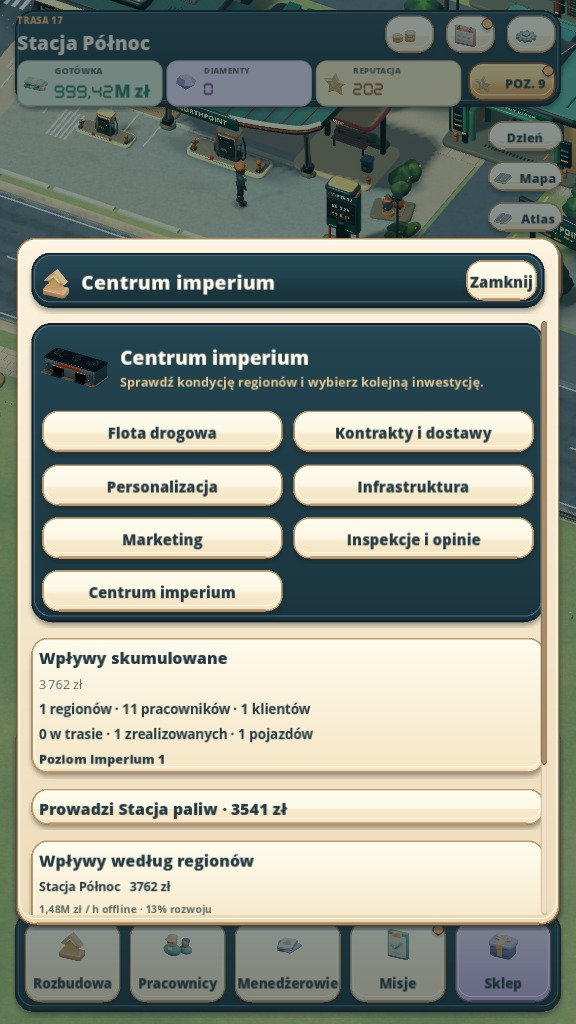 TRASA 17
Stacja Północ
GOTÓWKA
999,42M zł
DIAMENTY
0
REPUTACJA
202
POZ. 9
NORTHPOINT
Dzień
Mapa
Atlas
Centrum imperium
Zamknij
Centrum imperium
Sprawdź kondycję regionów i wybierz kolejną inwestycję.
Flota drogowa
Kontrakty i dostawy
Personalizacja
Infrastruktura
Marketing
Inspekcje i opinie
Centrum imperium
Wpływy skumulowane
3 762 zł
1 regionów · 11 pracowników · 1 klientów
0 w trasie · 1 zrealizowanych · 1 pojazdów
Poziom Imperium 1
Prowadzi Stacja paliw · 3541 zł
Wpływy według regionów
Stacja Północ 3762 zł
1,48M zł / h offline · 13% rozwoju
Rozbudowa
Pracownicy
Menedżerowie
Misje
Sklep